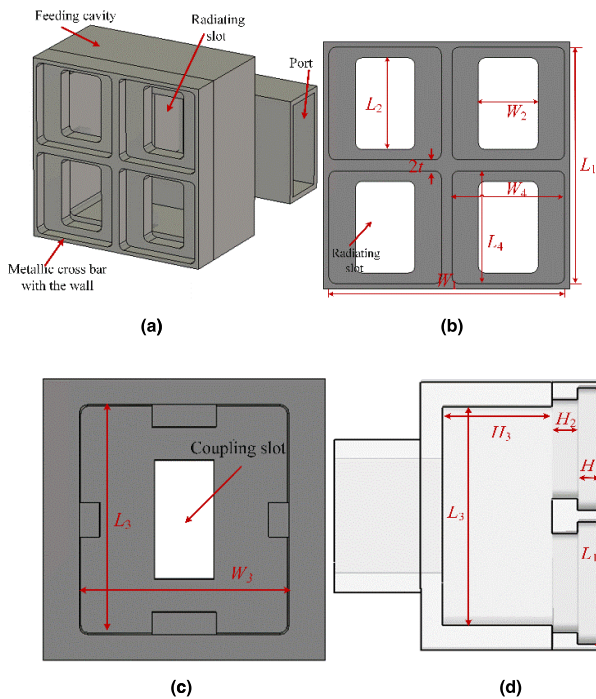 Feeding cavity
Radiating
slot
Port
Metallic cross bar
with the wall
(a)
L2
W2
L1
2t
W4
L4
Radiating
slot
W1
(b)
Coupling slot
L3
W3
(c)
H2
H3
H
L3
L1
(d)